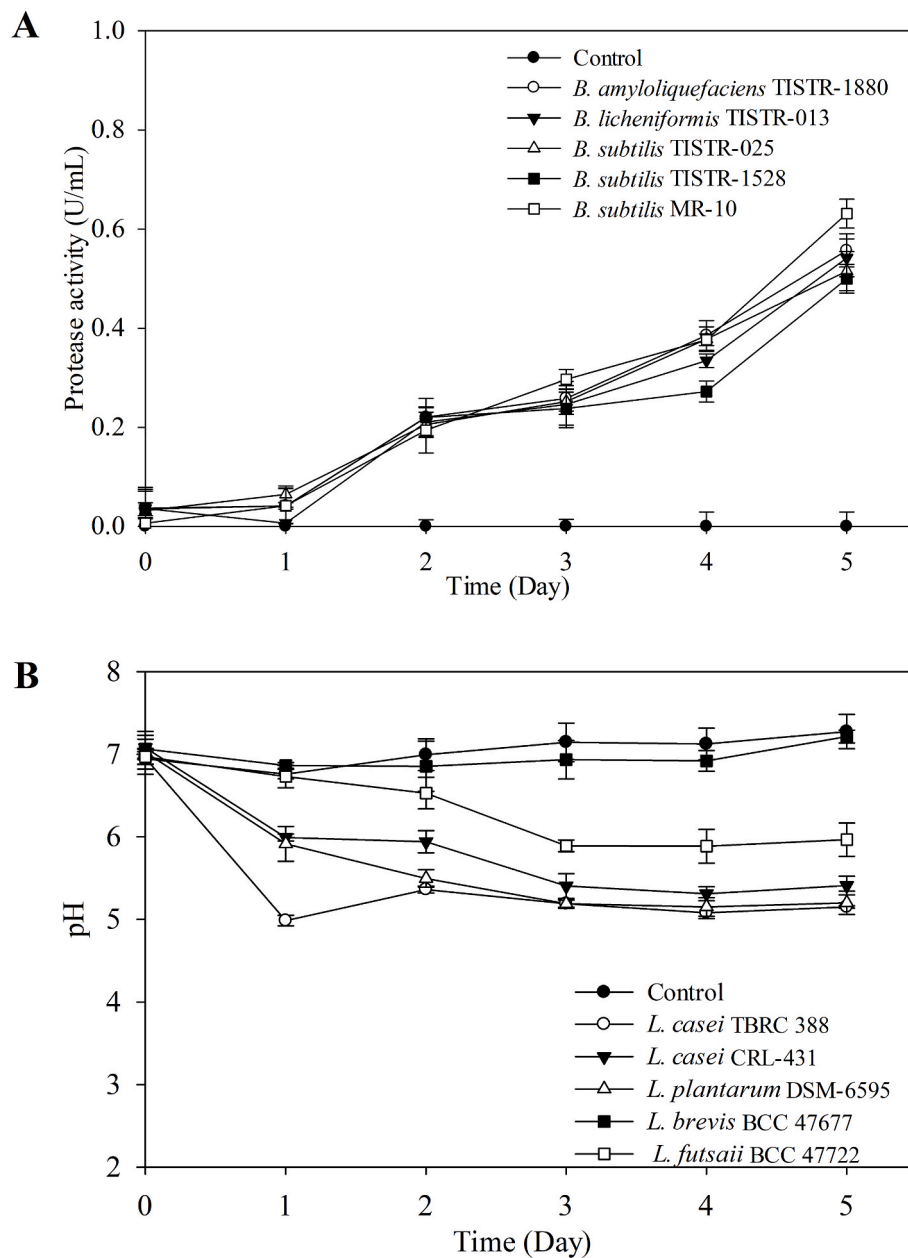 A
1.0
0.8
0.6
0.4
0.2
0.0
Protease activity (U/mL)
Control
B. amyloliquefaciens TISTR-1880
B. licheniformis TISTR-013
B. subtilis TISTR-025
B. subtilis TISTR-1528
B. subtilis MR-10
0 1 2 3 4 5
Time (Day)
B
8
7
6
5
4
3
2
pH
Control
L. casei TBRC 388
L. casei CRL-431
L. plantarum DSM-6595
L. brevis BCC 47677
L. futsaii BCC 47722
0 1 2 3 4 5
Time (Day)